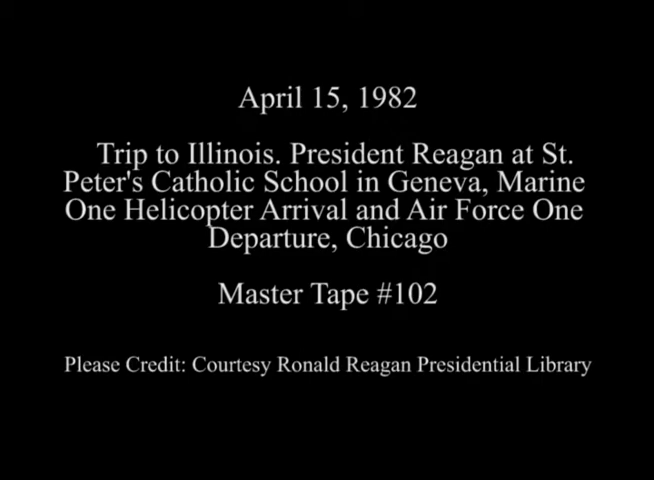 April 15, 1982
Trip to Illinois. President Reagan at St.
Peter's Catholic School in Geneva, Marine
One Helicopter Arrival and Air Force One
Departure, Chicago
Master Tape #102
Please Credit: Courtesy Ronald Reagan Presidential Library